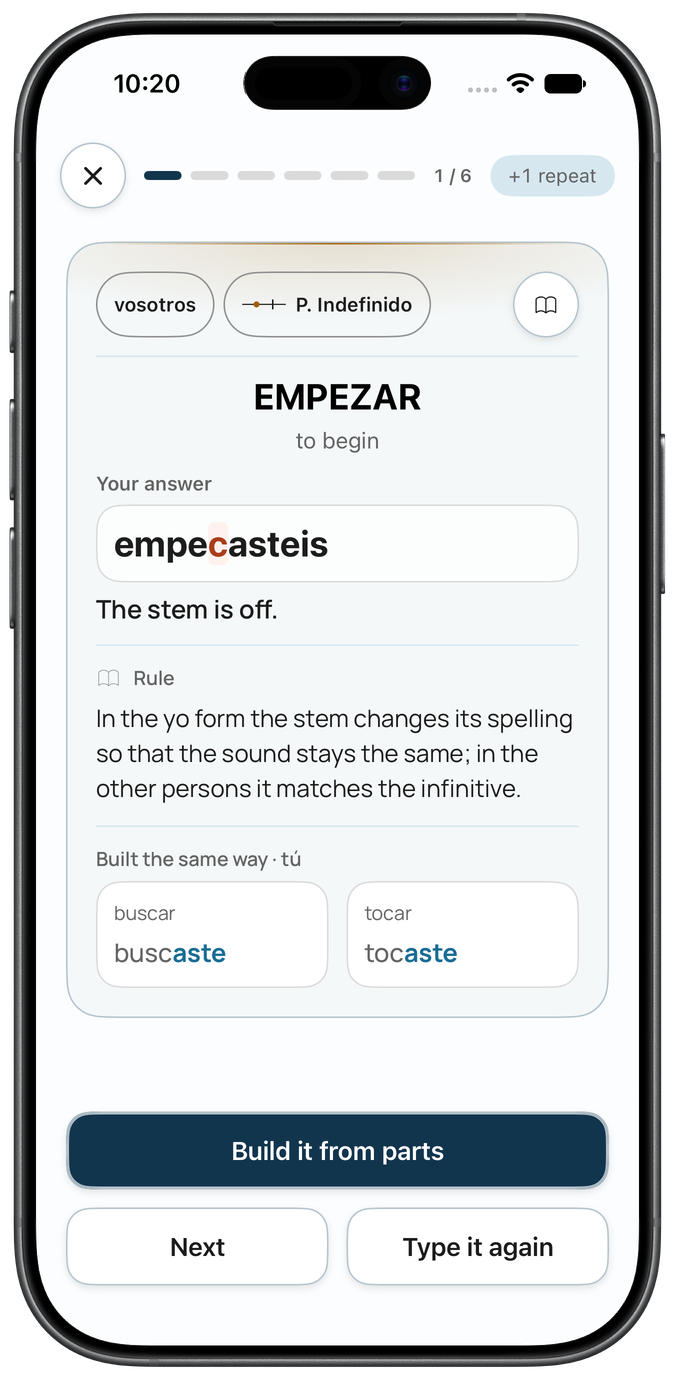 10:20
1 / 6
+1 repeat
vosotros
P. Indefinido
EMPEZAR
to begin
Your answer
empecasteis
The stem is off.
Rule
In the yo form the stem changes its spelling
so that the sound stays the same; in the
other persons it matches the infinitive.
Built the same way · tú
buscar
tocar
buscaste
tocaste
Build it from parts
Next
Type it again